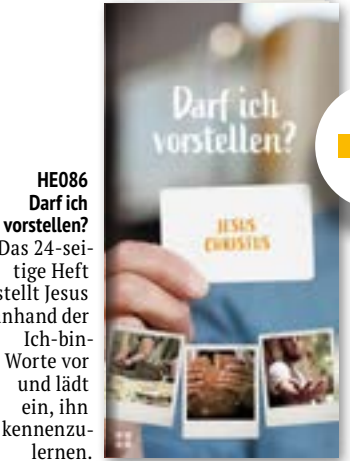 HE086
Darf ich
vorstellen?
Das 24-sei-
tige Heft
stellt Jesus
anhand der
Ich-bin-
Worte vor
und lädt
ein, ihn
kennenzu-
lernen.
Darf ich
vorstellen?
JESUS
CHRISTUS